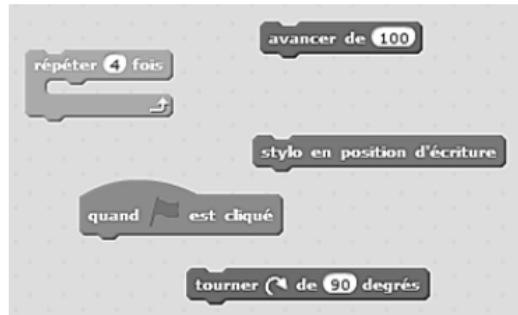 avancer de 100
répéter 4 fois
stylo en position d'écriture
quand est cliqué
tourner de 90 degrés